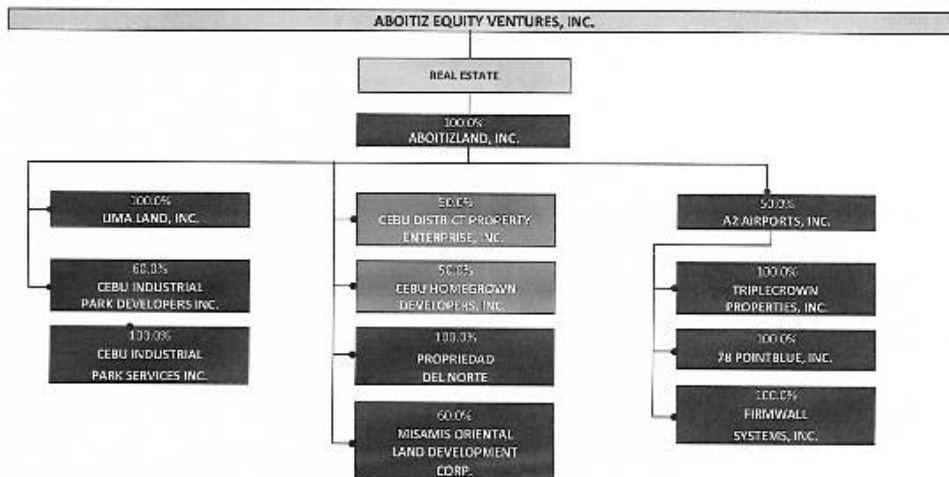 ABOITIZ EQUITY VENTURES, INC.
REAL ESTATE
100.0%
ABOITIZLAND, INC.
100.0%
LIMA LAND, INC.
60.0%
CEBU INDUSTRIAL
PARK DEVELOPERS INC.
100.0%
CEBU INDUSTRIAL
PARK SERVICES INC.
50.0%
CEBU DISTRICT PROPERTY
ENTERPRISE, INC.
50.0%
CEBU HOMEGROWN
DEVELOPERS, INC.
100.0%
PROPRIEDAD
DEL NORTE
60.0%
MISAMIS ORIENTAL
LAND DEVELOPMENT
CORP.
50.0%
A2 AIRPORTS, INC.
100.0%
TRIPLECROWN
PROPERTIES, INC.
100.0%
78 POINTBLUE, INC.
100.0%
FIRMWALL
SYSTEMS, INC.